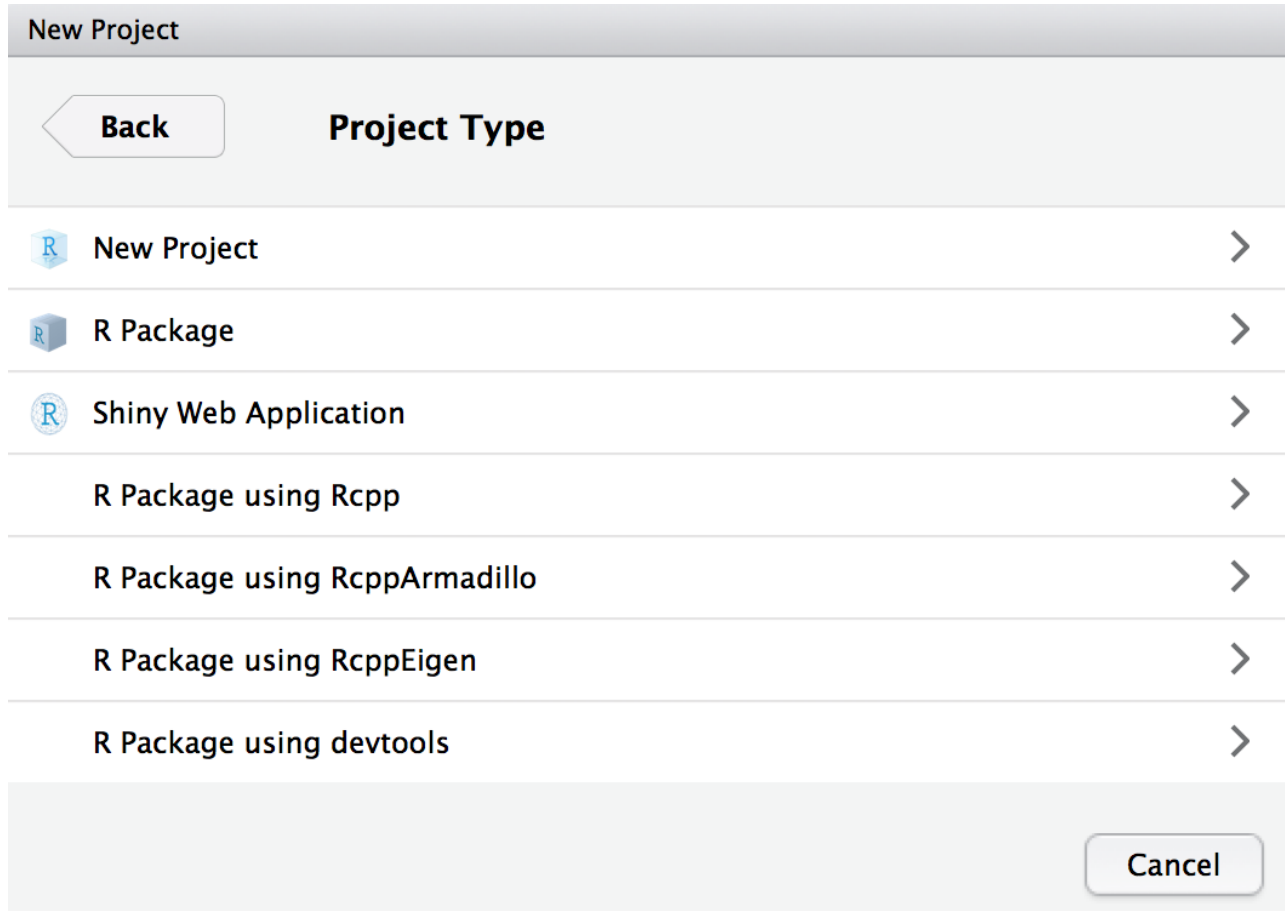 New Project
Back
Project Type
R New Project
R R Package
R Shiny Web Application
R Package using Rcpp
R Package using RcppArmadillo
R Package using RcppEigen
R Package using devtools
Cancel